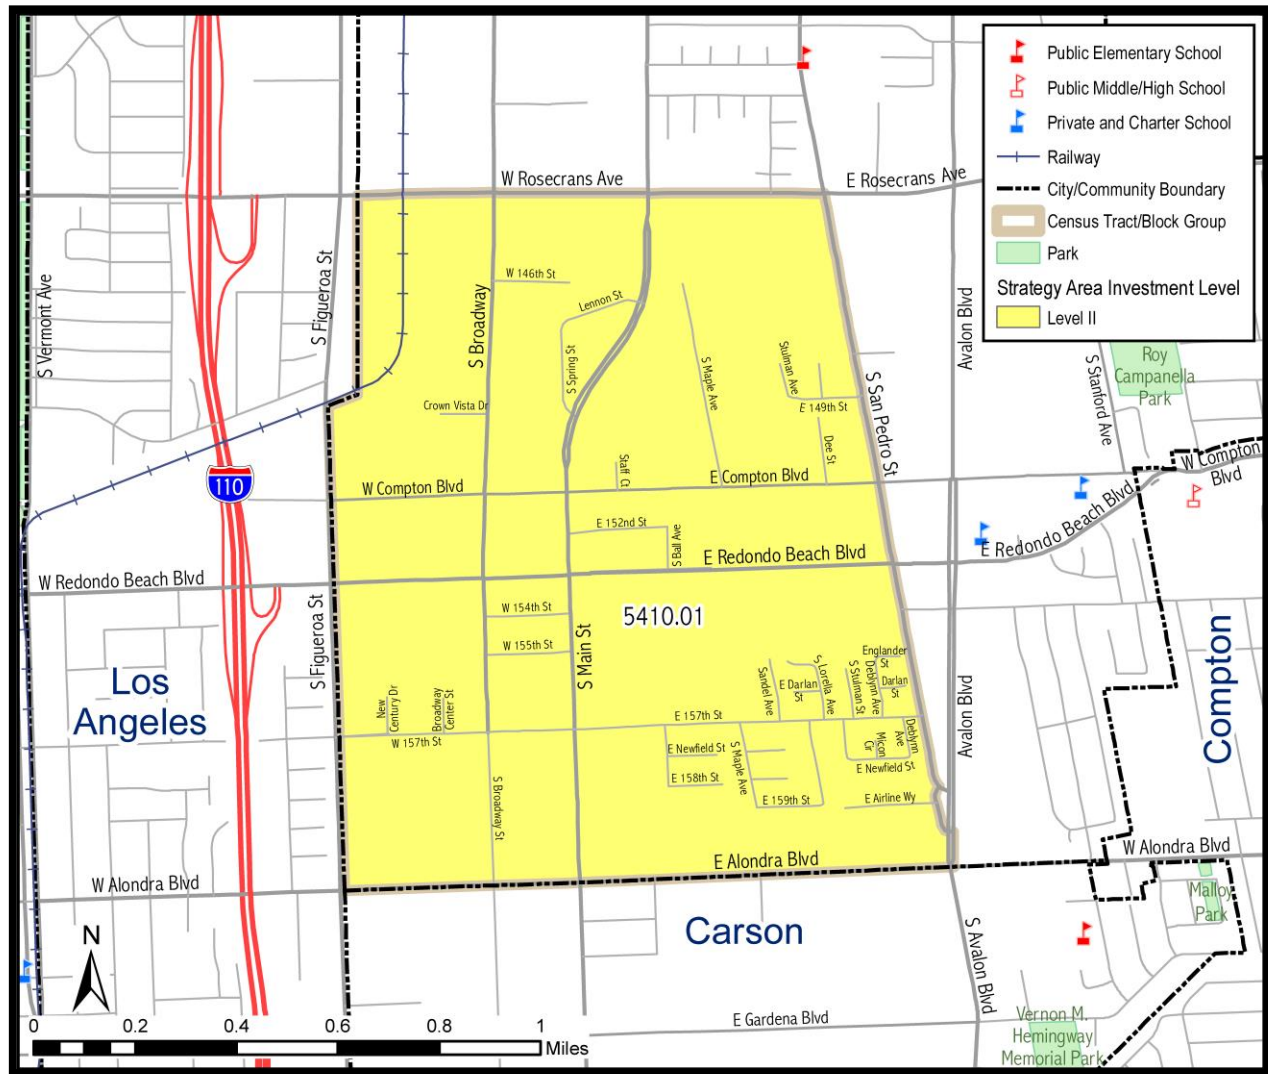 Public Elementary School
Public Middle/High School
Private and Charter School
Railway
City/Community Boundary
Census Tract/Block Group
Park
Strategy Area Investment Level
Level II
W Rosecrans Ave
E Rosecrans Ave
S Vermont Ave
S Figueroa St
S Broadway
W 146th St
Lennon St
S Spring St
S Maple Ave
Stulman Ave
E 149th St
Dee St
S San Pedro St
Avalon Blvd
S Stanford Ave
Roy
Campanella
Park
Crown Vista Dr
Staff Ct
110
W Compton Blvd
E Compton Blvd
W Compton
Blvd
E 152nd St
S Ball Ave
E Redondo Beach Blvd
E Redondo Beach Blvd
W Redondo Beach Blvd
S Figueroa St
W 154th St
W 155th St
S Main St
5410.01
Los
Angeles
Compton
New
Century Dr
Broadway
Center St
W 157th St
E 157th St
Sandel Ave
E Darlan
St
S Lorella Ave
S Stulman St
Deblynn Ave
Englander
St
Darlan
St
Avalon Blvd
E Newfield St
E 158th St
S Maple Ave
E 159th St
Micon
Cir
Deblynn
Ave
E Newfield St
E Airline Wy
S Broadway St
E Alondra Blvd
W Alondra Blvd
W Alondra Blvd
Malloy
Park
Carson
S Avalon Blvd
E Gardena Blvd
Vernon M.
Hemingway
Memorial Park
N
0 0.2 0.4 0.6 0.8 1
Miles